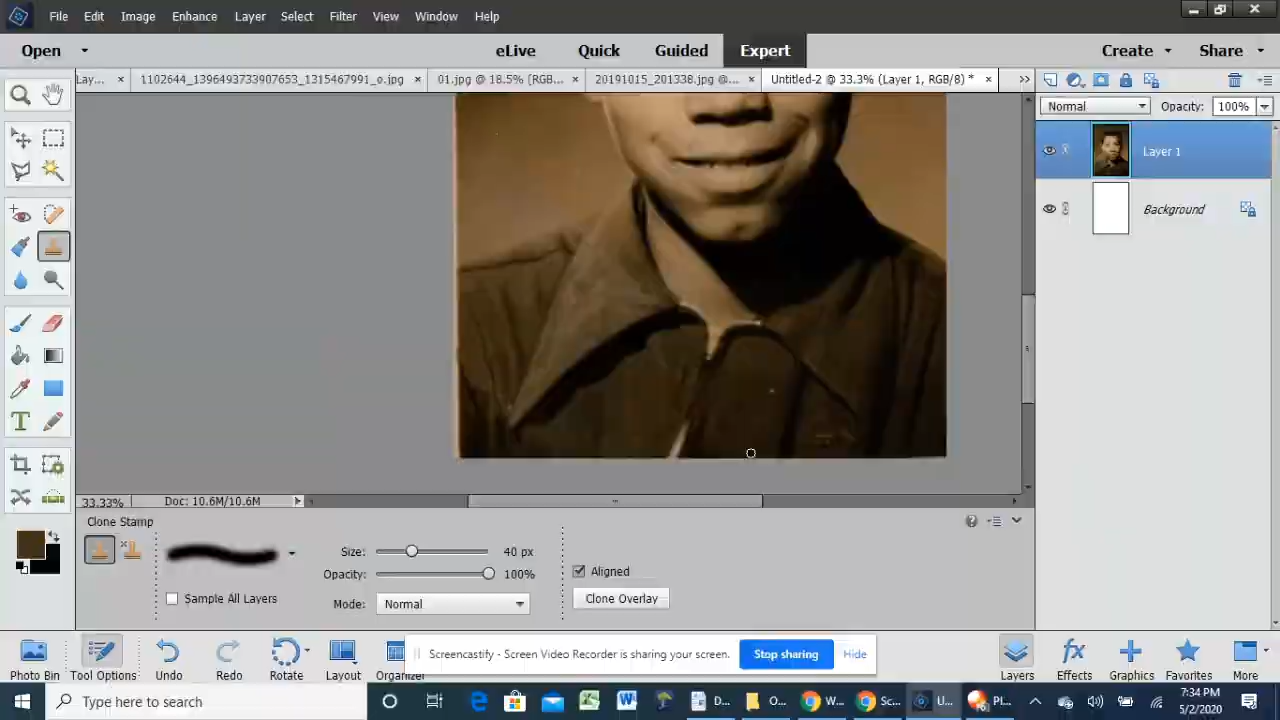 File Edit Image Enhance Layer Select Filter View Window Help
Open eLive Quick Guided Expert Create Share
Lay... 1102644_1396493733907653_1315467991_o.jpg 01.jpg @ 18.5% (RGB... 20191015_201338.jpg @... Untitled-2 @ 33.3% (Layer 1, RGB/8) *
Normal Opacity: 100%
Layer 1
Background
33.33% Doc: 10.6M/10.6M
Clone Stamp
Size: 40 px
Opacity: 100%
Mode: Normal
Sample All Layers
Aligned
Clone Overlay
Photo Bin Tool Options Undo Redo Rotate Layout Organizer
Screencastify - Screen Video Recorder is sharing your screen. Stop sharing Hide
Layers Effects Graphics Favorites More
Type here to search
D... O... W... Sc... U... Pl...
7:34 PM
5/2/2020